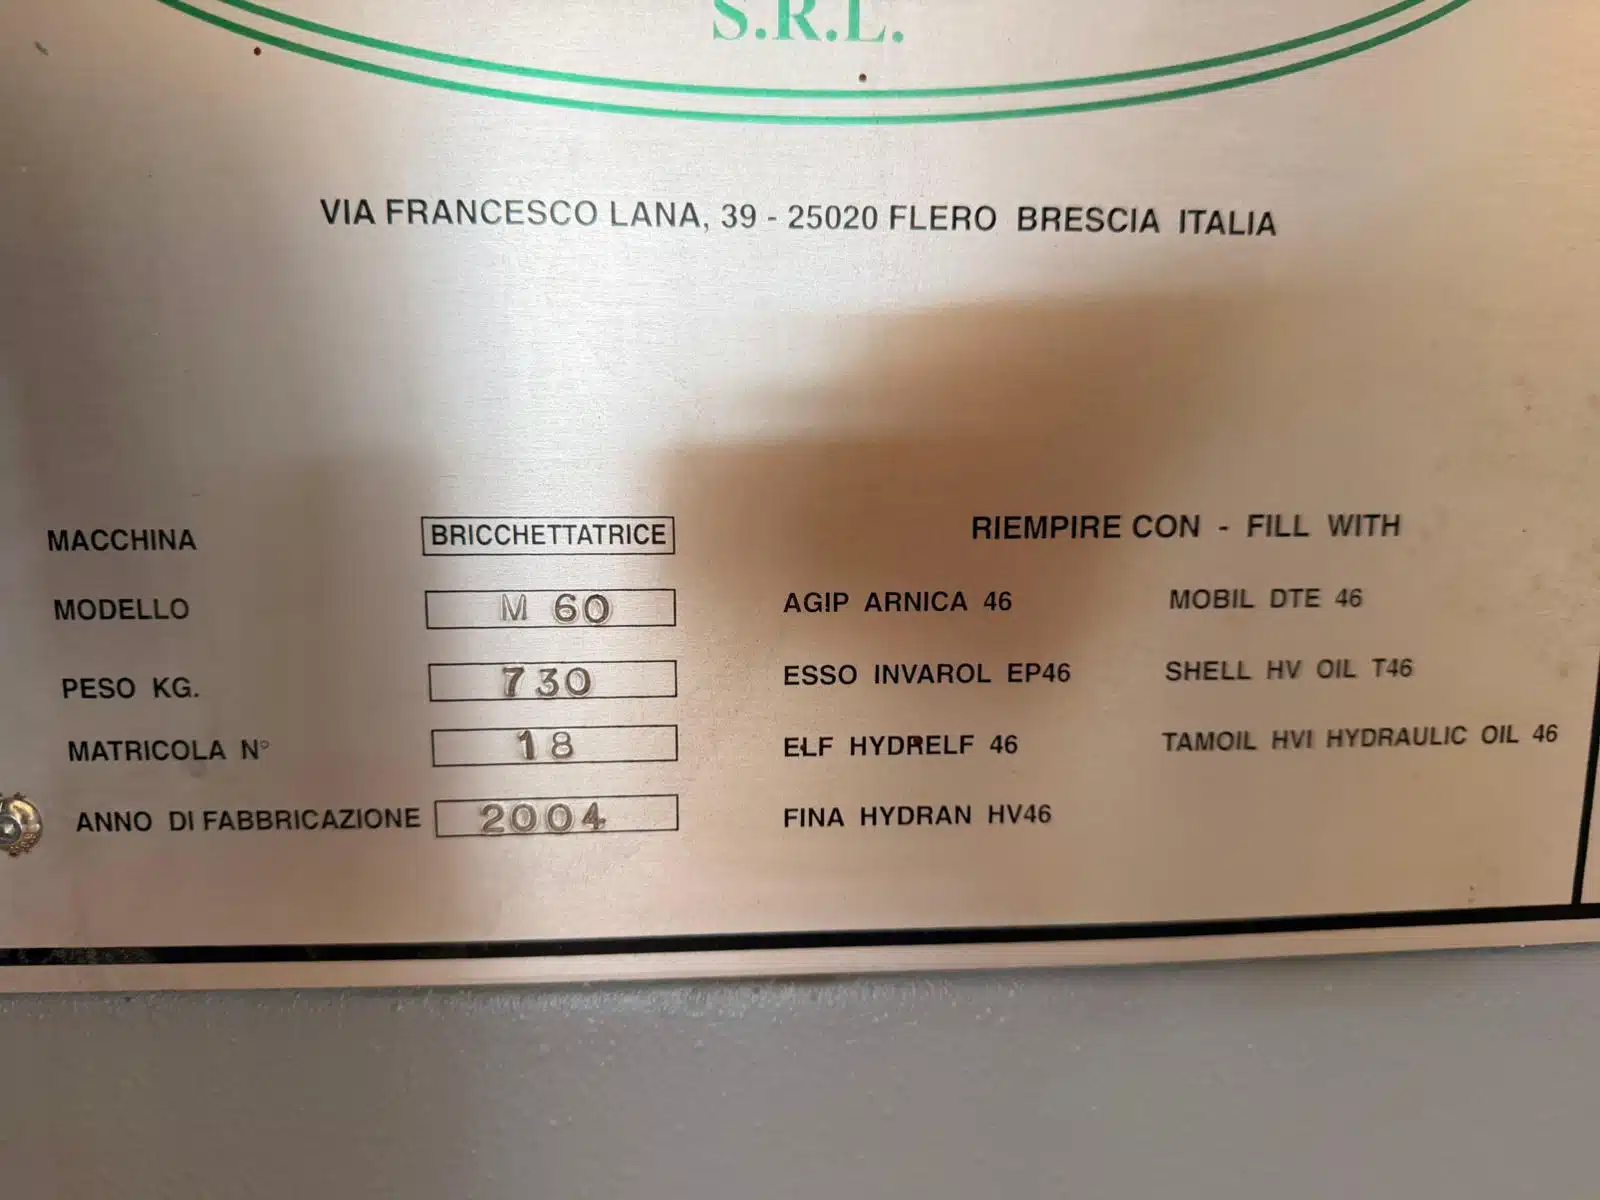 S.R.L.
VIA FRANCESCO LANA, 39 - 25020 FLERO BRESCIA ITALIA
MACCHINA BRICCHETTATRICE
MODELLO M 60
PESO KG. 730
MATRICOLA N° 18
ANNO DI FABBRICAZIONE 2004
RIEMPIRE CON - FILL WITH
AGIP ARNICA 46 MOBIL DTE 46
ESSO INVAROL EP46 SHELL HV OIL T46
ELF HYDRELF 46 TAMOIL HVI HYDRAULIC OIL 46
FINA HYDRAN HV46